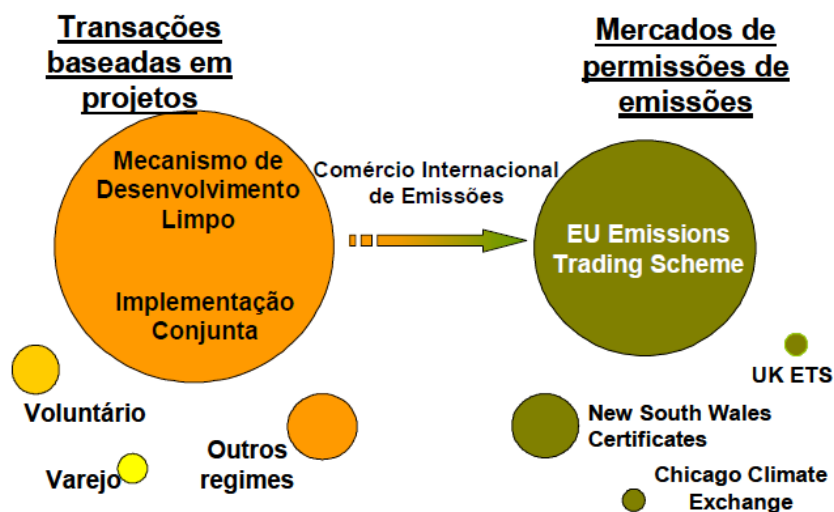 Transações
baseadas em
projetos
Mercados de
permissões de
emissões
Mecanismo de
Desenvolvimento
Limpo
Implementação
Conjunta
Comércio Internacional
de Emissões
EU Emissions
Trading Scheme
UK ETS
Voluntário
Varejo
Outros
regimes
New South Wales
Certificates
Chicago Climate
Exchange